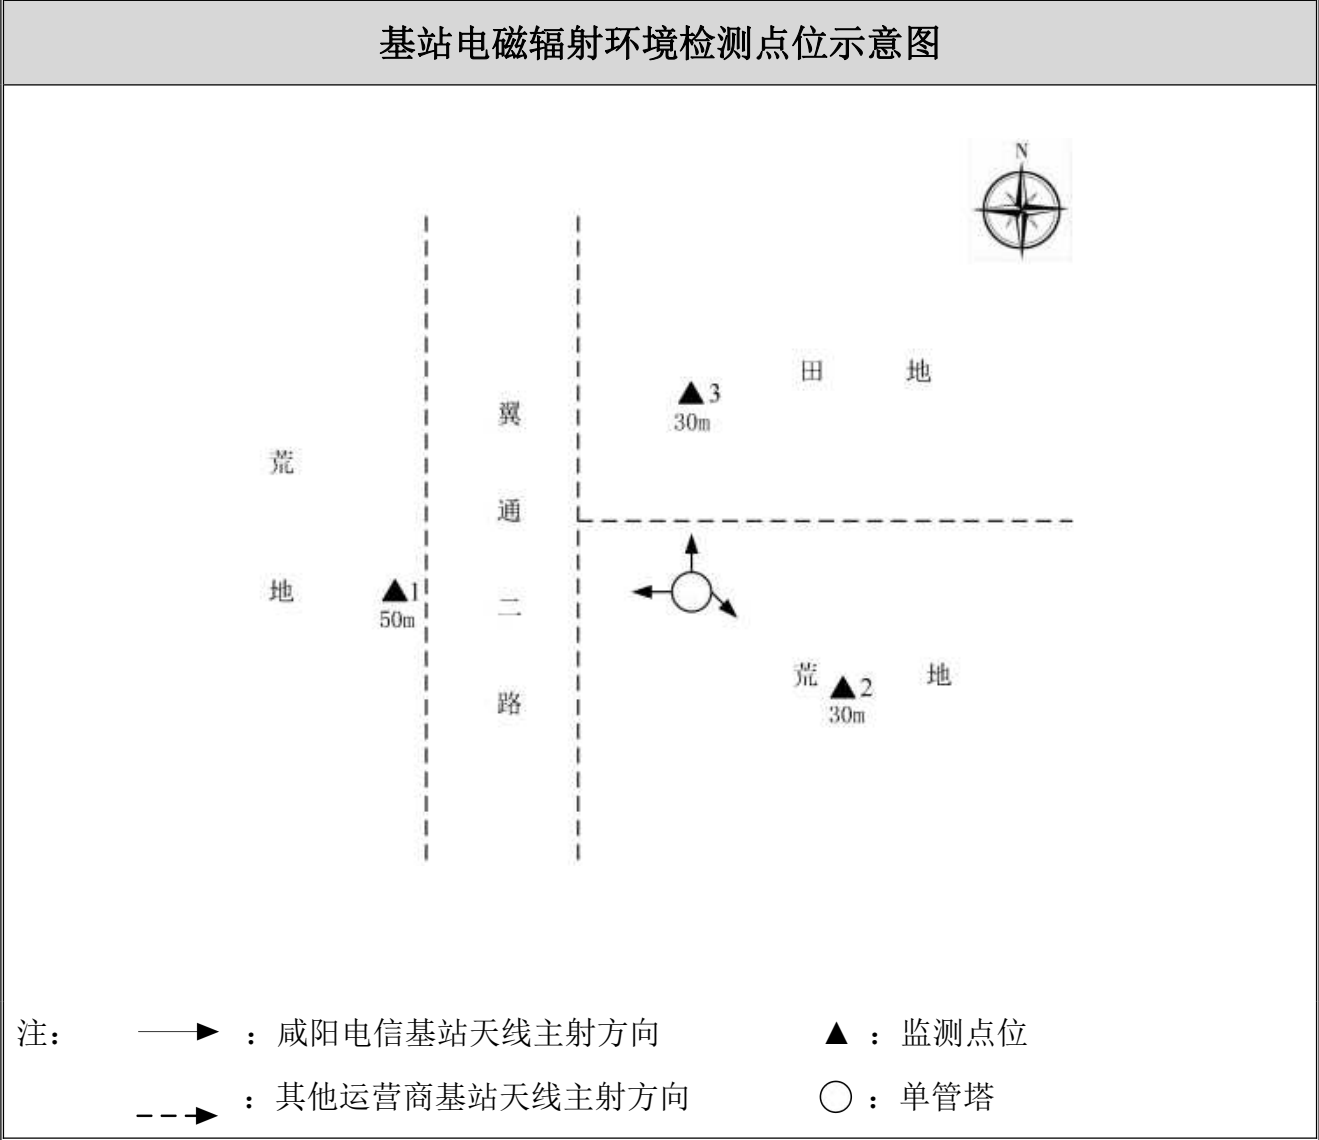 基站电磁辐射环境检测点位示意图
N
田 地
▲3
30m
翼通二路
荒地
▲1
50m
荒 地
▲2
30m
注： ：咸阳电信基站天线主射方向 ▲：监测点位
：其他运营商基站天线主射方向 ○：单管塔